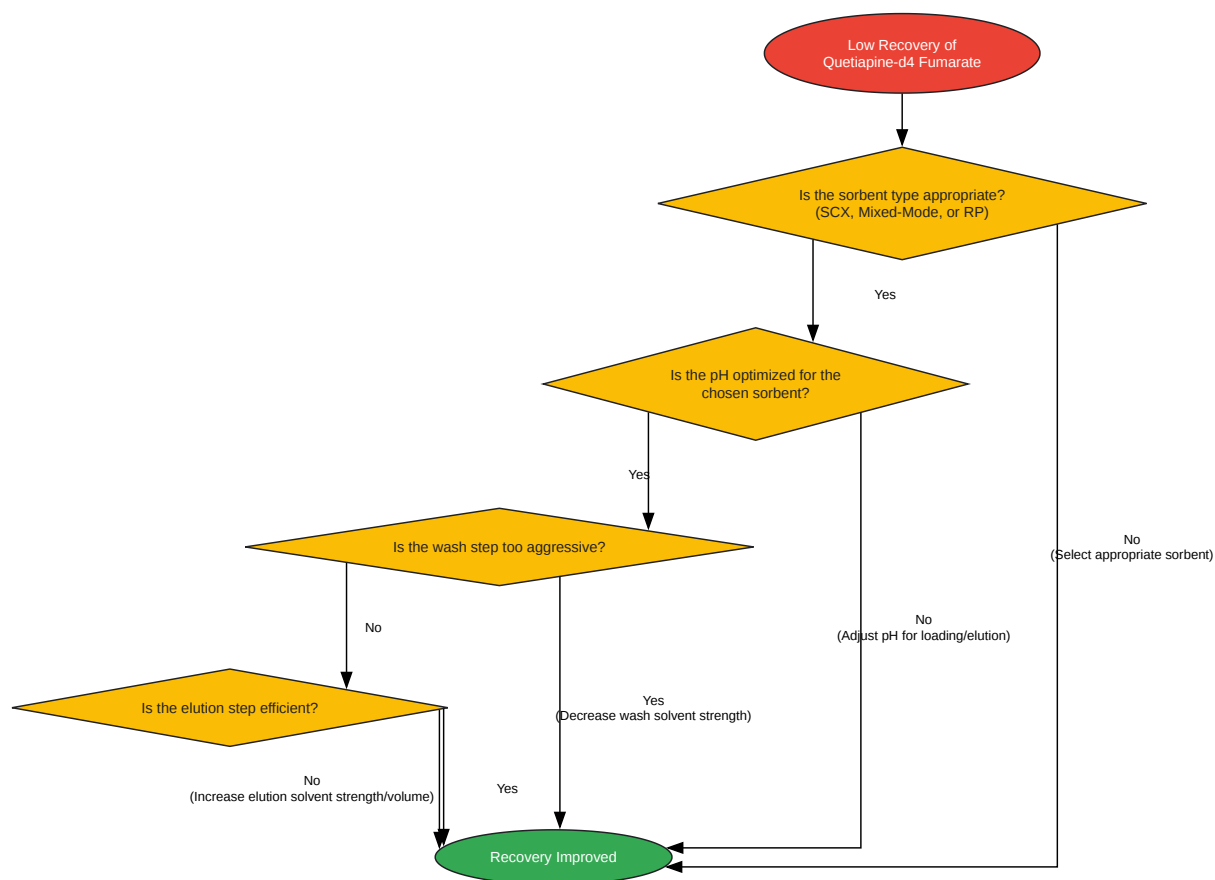 Low Recovery of
Quetiapine-d4 Fumarate
Is the sorbent type appropriate?
(SCX, Mixed-Mode, or RP)
Yes
Is the pH optimized for the
chosen sorbent?
Yes
Is the wash step too aggressive?
No
(Select appropriate sorbent)
No
No
(Adjust pH for loading/elution)
Is the elution step efficient?
Yes
(Decrease wash solvent strength)
No
(Increase elution solvent strength/volume)
Yes
Recovery Improved